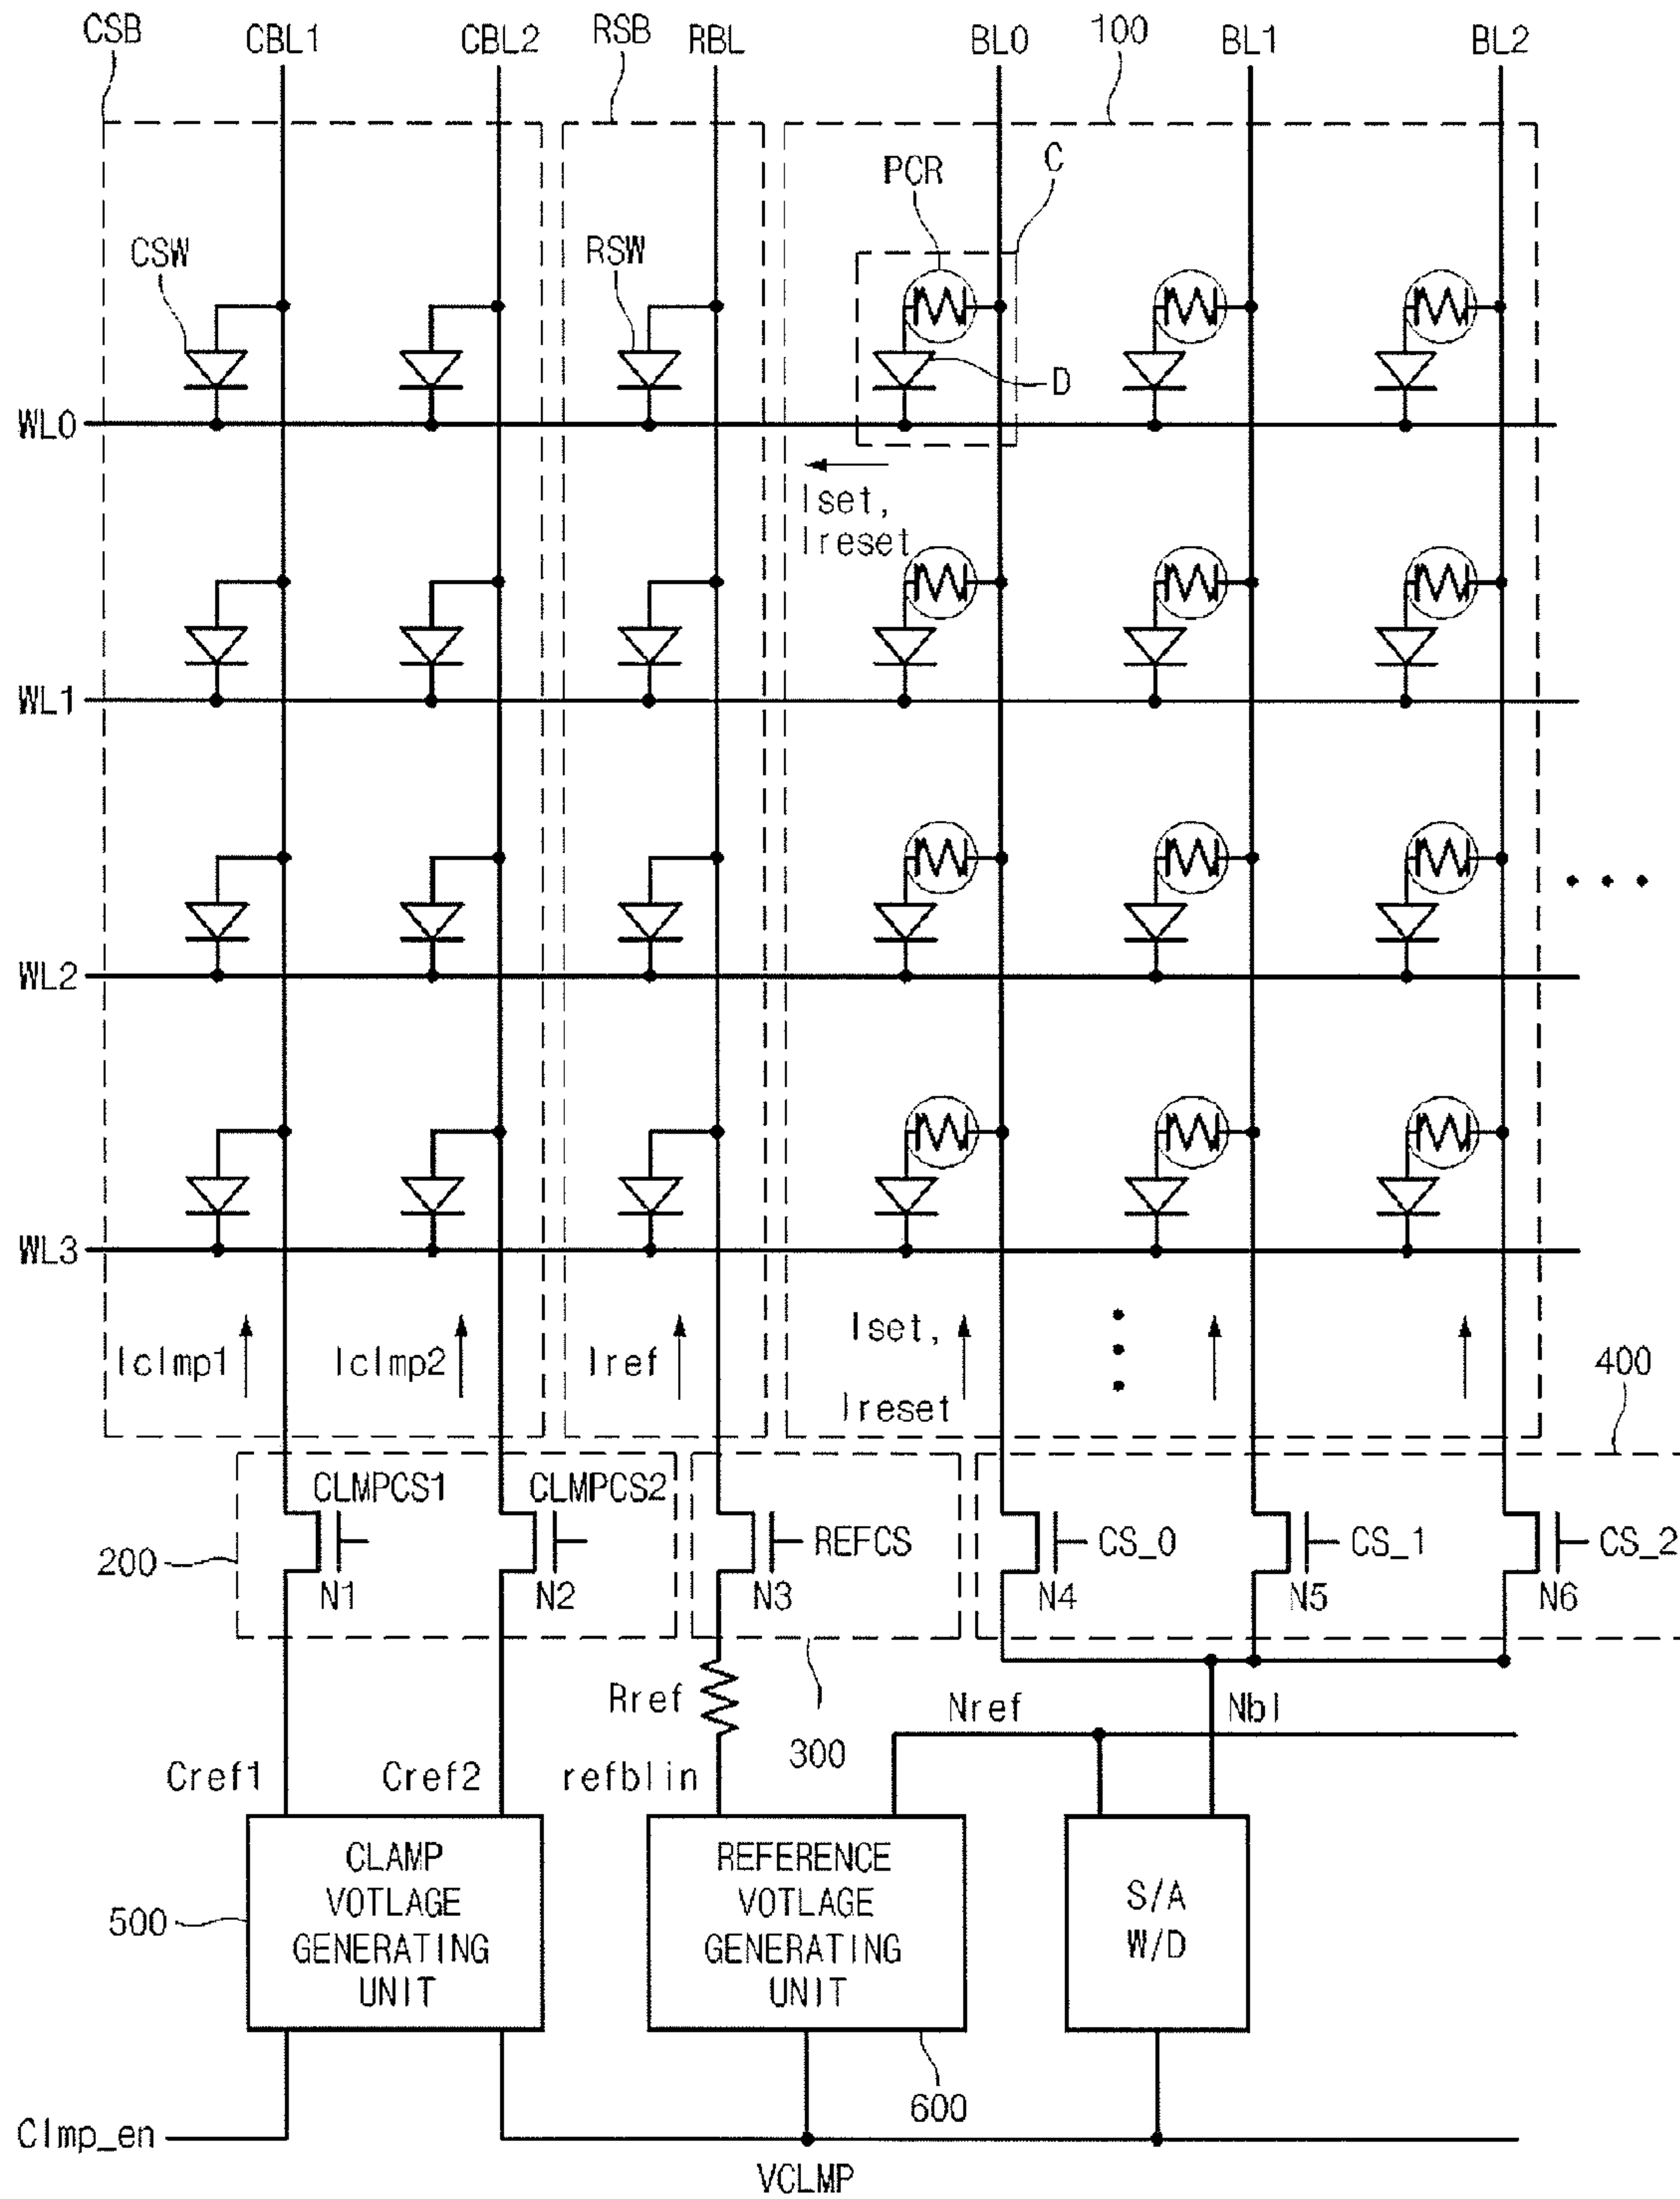 CSB CBL1 CBL2 RSB RBL BL0 100 BL1 BL2
PCR C
CSW RSW
D
WL0
Iset,
Ireset
WL1
WL2
WL3
Iclmp1 Iclmp2 Iref Iset,
Ireset
400
CLMPCS1 CLMPCS2
200 REFCS CS_0 CS_1 CS_2
N1 N2 N3 N4 N5 N6
Rref Nref Nbl
300
Cref1 Cref2 refblin
500
CLAMP
VOTLAGE
GENERATING
UNIT
REFERENCE
VOTLAGE
GENERATING
UNIT
S/A
W/D
600
Clmp_en
VCLMP